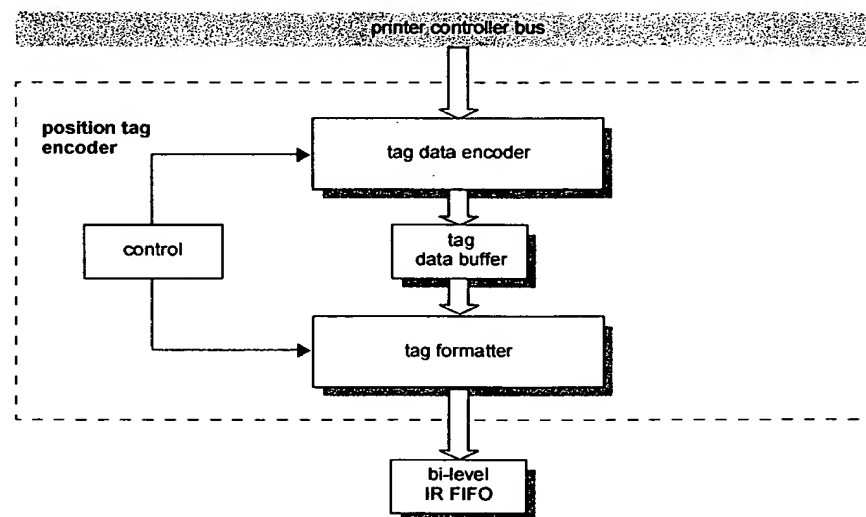 printer controller bus
position tag
encoder
tag data encoder
control
tag
data buffer
tag formatter
bi-level
IR FIFO